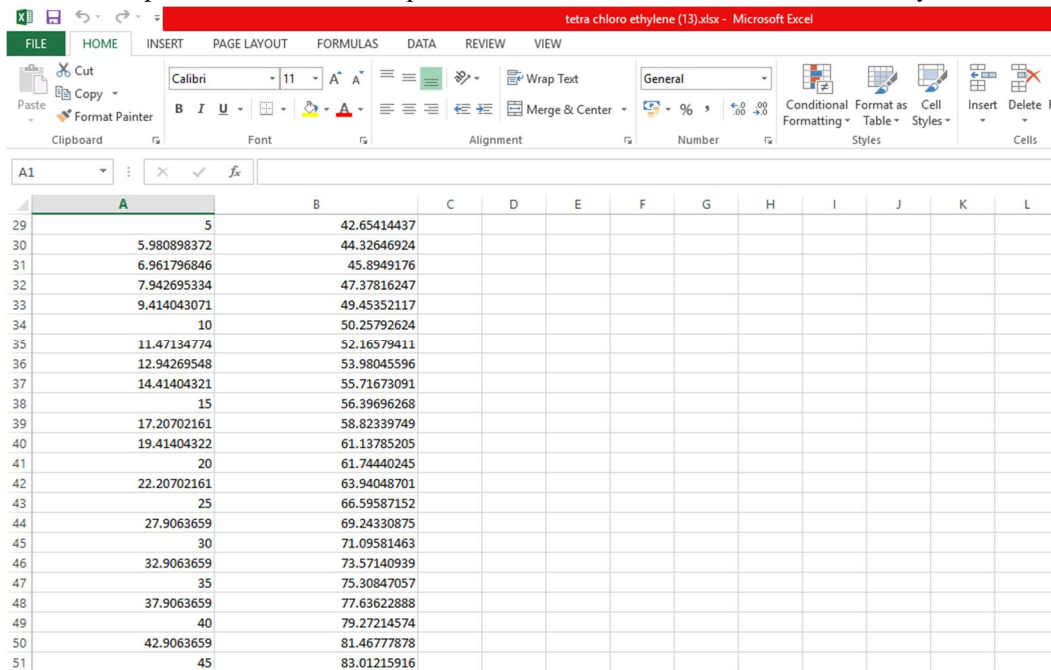 tetra chloro ethylene (13).xlsx - Microsoft Excel
FILE HOME INSERT PAGE LAYOUT FORMULAS DATA REVIEW VIEW
Cut
Copy
Format Painter
Paste
Calibri 11 A A
B I U A
Wrap Text
Merge & Center
General
% , .0 .00 .00 .0
Conditional Formatting
Format as Table
Cell Styles
Insert Delete
Clipboard Font Alignment Number Styles Cells
A1 fx
A B C D E F G H I J K L
29 5 42.65414437
30 5.980898372 44.32646924
31 6.961796846 45.8949176
32 7.942695334 47.37816247
33 9.414043071 49.45352117
34 10 50.25792624
35 11.47134774 52.16579411
36 12.94269548 53.98045596
37 14.41404321 55.71673091
38 15 56.39696268
39 17.20702161 58.82339749
40 19.41404322 61.13785205
41 20 61.74440245
42 22.20702161 63.94048701
43 25 66.59587152
44 27.9063659 69.24330875
45 30 71.09581463
46 32.9063659 73.57140939
47 35 75.30847057
48 37.9063659 77.63622888
49 40 79.27214574
50 42.9063659 81.46777878
51 45 83.01215916